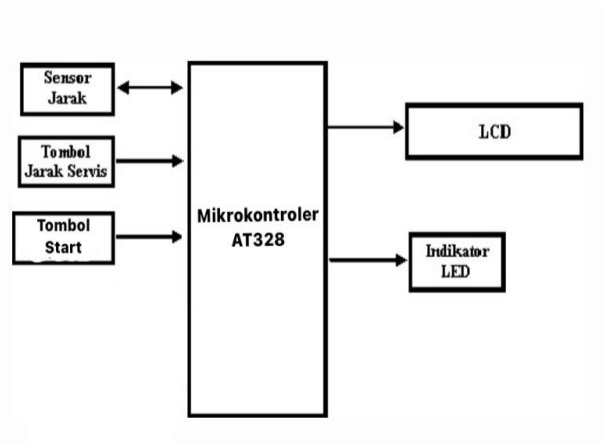 Sensor
Jarak
Tombol
Jarak Servis
Tombol
Start
Mikrokontroler
AT328
LCD
Indikator
LED